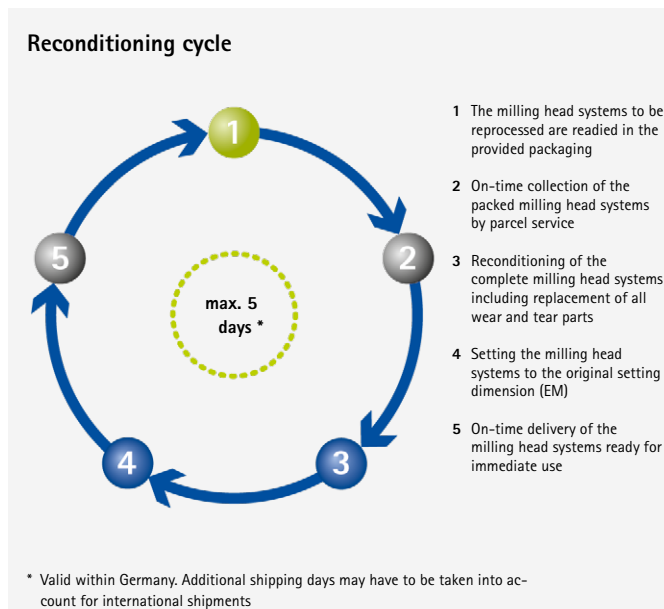 Reconditioning cycle
1
2
3
4
5
max. 5
days *
1 The milling head systems to be
reprocessed are readied in the
provided packaging
2 On-time collection of the
packed milling head systems
by parcel service
3 Reconditioning of the
complete milling head systems
including replacement of all
wear and tear parts
4 Setting the milling head
systems to the original setting
dimension (EM)
5 On-time delivery of the
milling head systems ready for
immediate use
* Valid within Germany. Additional shipping days may have to be taken into ac-
count for international shipments